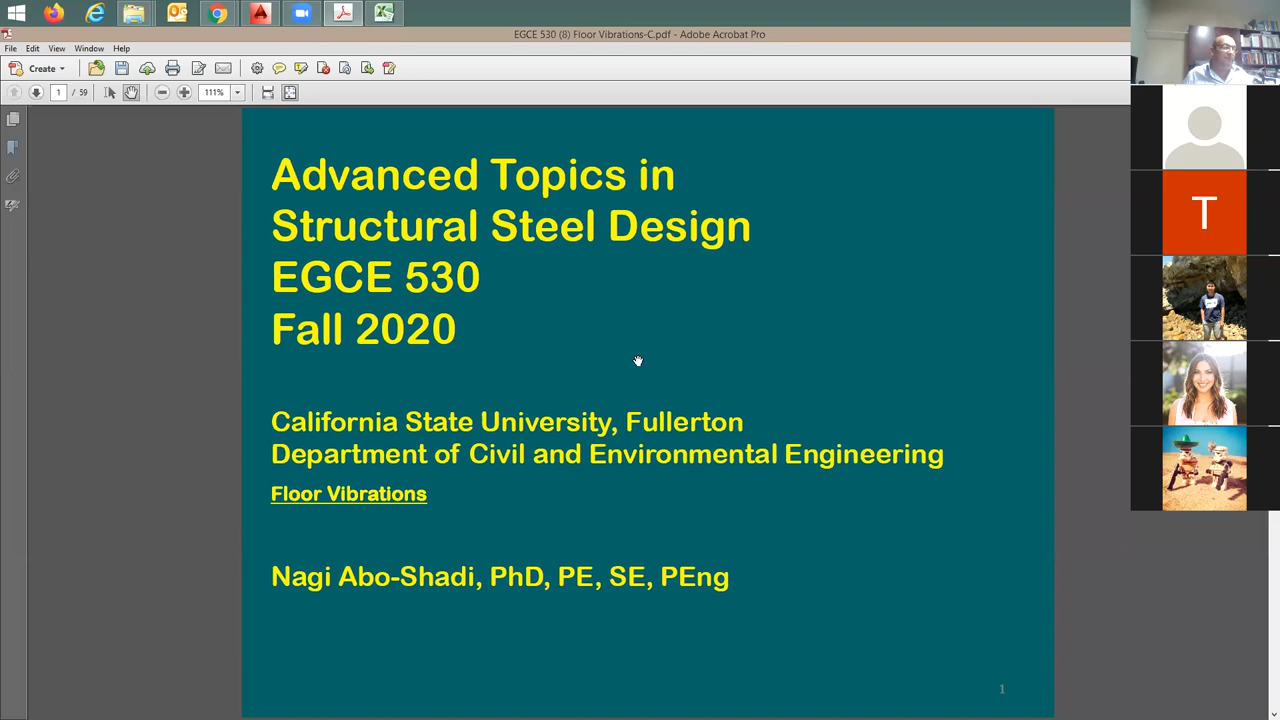 EGCE 530 (8) Floor Vibrations-C.pdf - Adobe Acrobat Pro
File Edit View Window Help
Create
1 / 59 111%
Advanced Topics in
Structural Steel Design
EGCE 530
Fall 2020
California State University, Fullerton
Department of Civil and Environmental Engineering
Floor Vibrations
Nagi Abo-Shadi, PhD, PE, SE, PEng
1
T